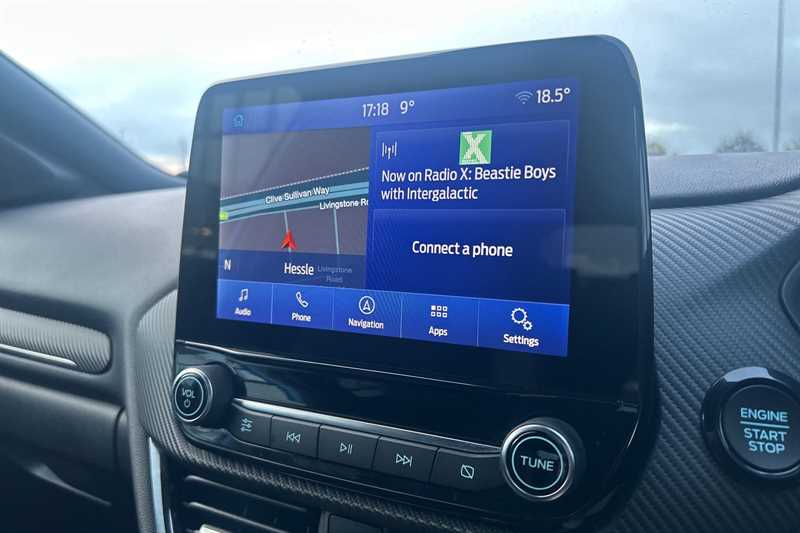 17:18 9° 18.5°
X
Now on Radio X: Beastie Boys
with Intergalactic
Clive Sullivan Way
Livingstone Ro
N
Hessle
Livingstone
Road
Connect a phone
Audio
Phone
Navigation
Apps
Settings
VOL
TUNE
ENGINE
START
STOP